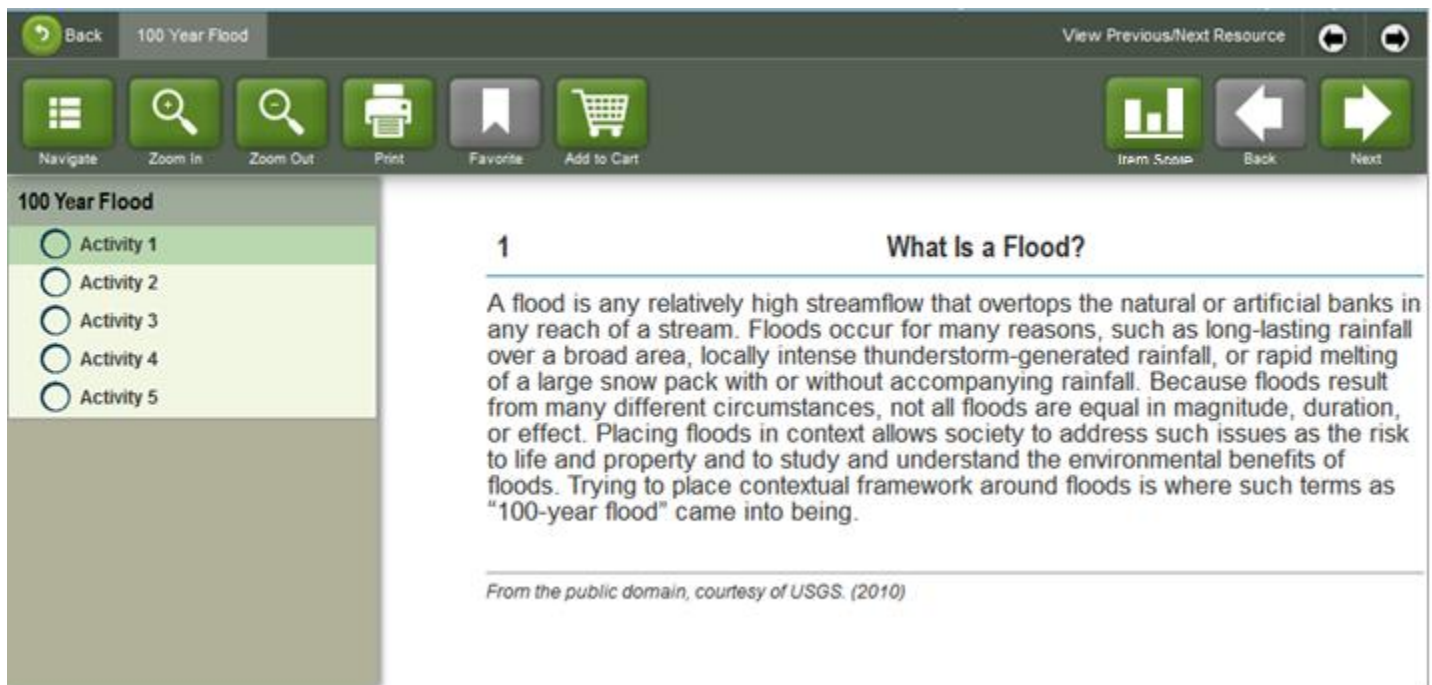 Back 100 Year Flood View Previous/Next Resource
Navigate Zoom In Zoom Out Print Favorite Add to Cart Item Score Back Next
100 Year Flood
Activity 1
Activity 2
Activity 3
Activity 4
Activity 5
1 What Is a Flood?
A flood is any relatively high streamflow that overtops the natural or artificial banks in
any reach of a stream. Floods occur for many reasons, such as long-lasting rainfall
over a broad area, locally intense thunderstorm-generated rainfall, or rapid melting
of a large snow pack with or without accompanying rainfall. Because floods result
from many different circumstances, not all floods are equal in magnitude, duration,
or effect. Placing floods in context allows society to address such issues as the risk
to life and property and to study and understand the environmental benefits of
floods. Trying to place contextual framework around floods is where such terms as
“100-year flood” came into being.
From the public domain, courtesy of USGS. (2010)